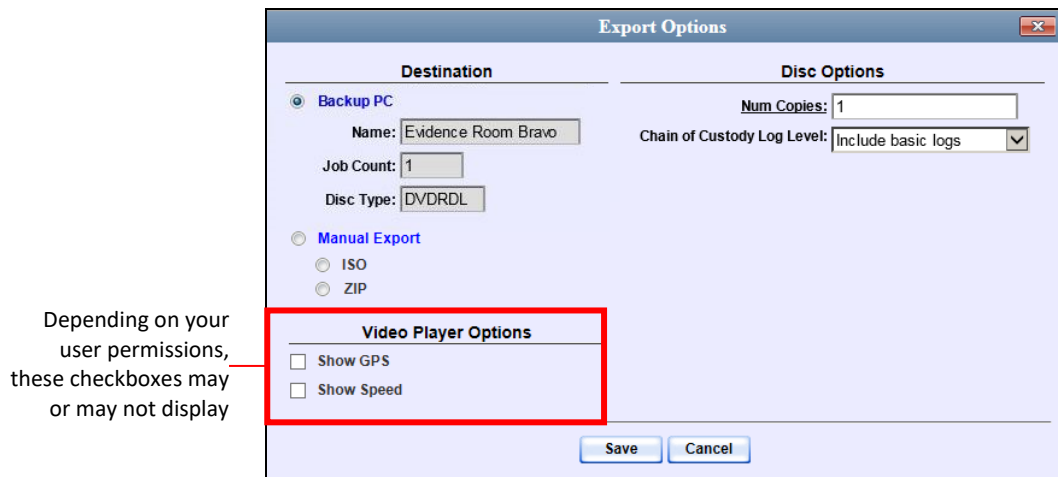 Export Options
Destination
Backup PC
Name: Evidence Room Bravo
Job Count: 1
Disc Type: DVDRDL
Manual Export
ISO
ZIP
Disc Options
Num Copies: 1
Chain of Custody Log Level: Include basic logs
Depending on your
user permissions,
these checkboxes may
or may not display
Video Player Options
Show GPS
Show Speed
Save Cancel